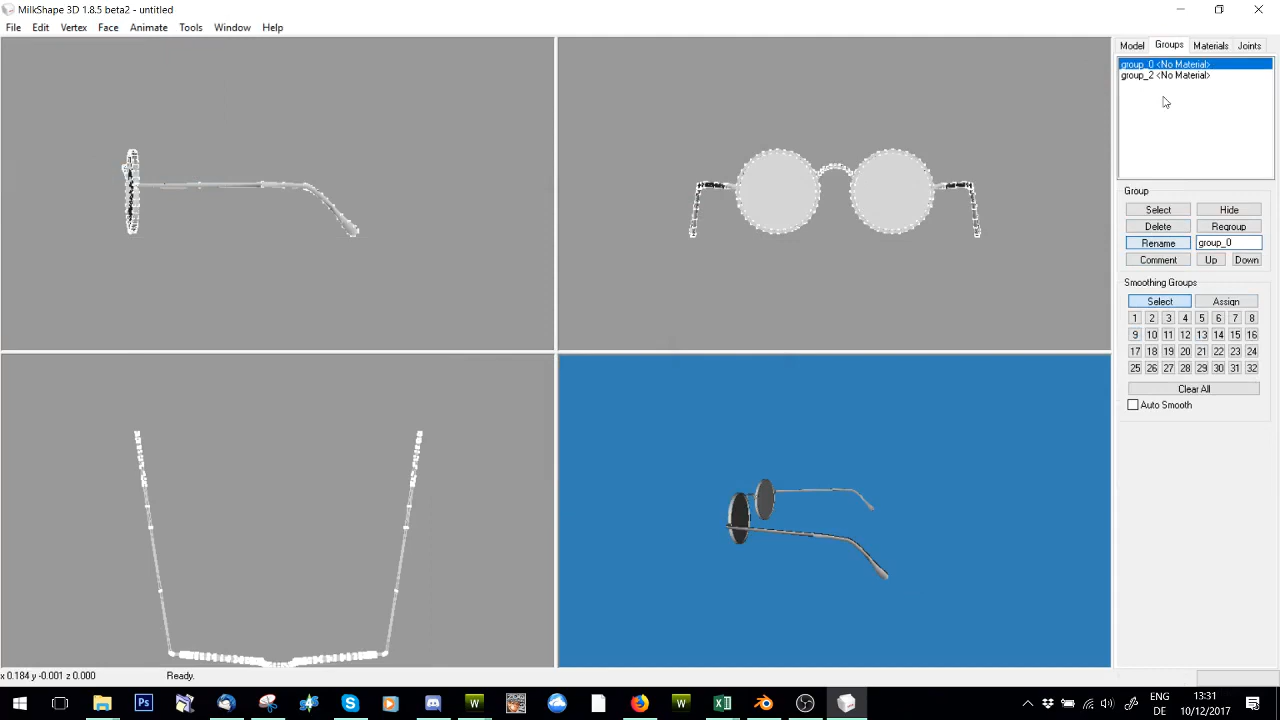 MilkShape 3D 1.8.5 beta2 - untitled
File Edit Vertex Face Animate Tools Window Help
Model Groups Materials Joints
group_0 <No Material>
group_2 <No Material>
Group
Select Hide
Delete Regroup
Rename group_0
Comment Up Down
Smoothing Groups
Select Assign
1 2 3 4 5 6 7 8
9 10 11 12 13 14 15 16
17 18 19 20 21 22 23 24
25 26 27 28 29 30 31 32
Clear All
Auto Smooth
x 0.184 y -0.001 z 0.000 Ready.
ENG 13:31
DE 10/12/2017